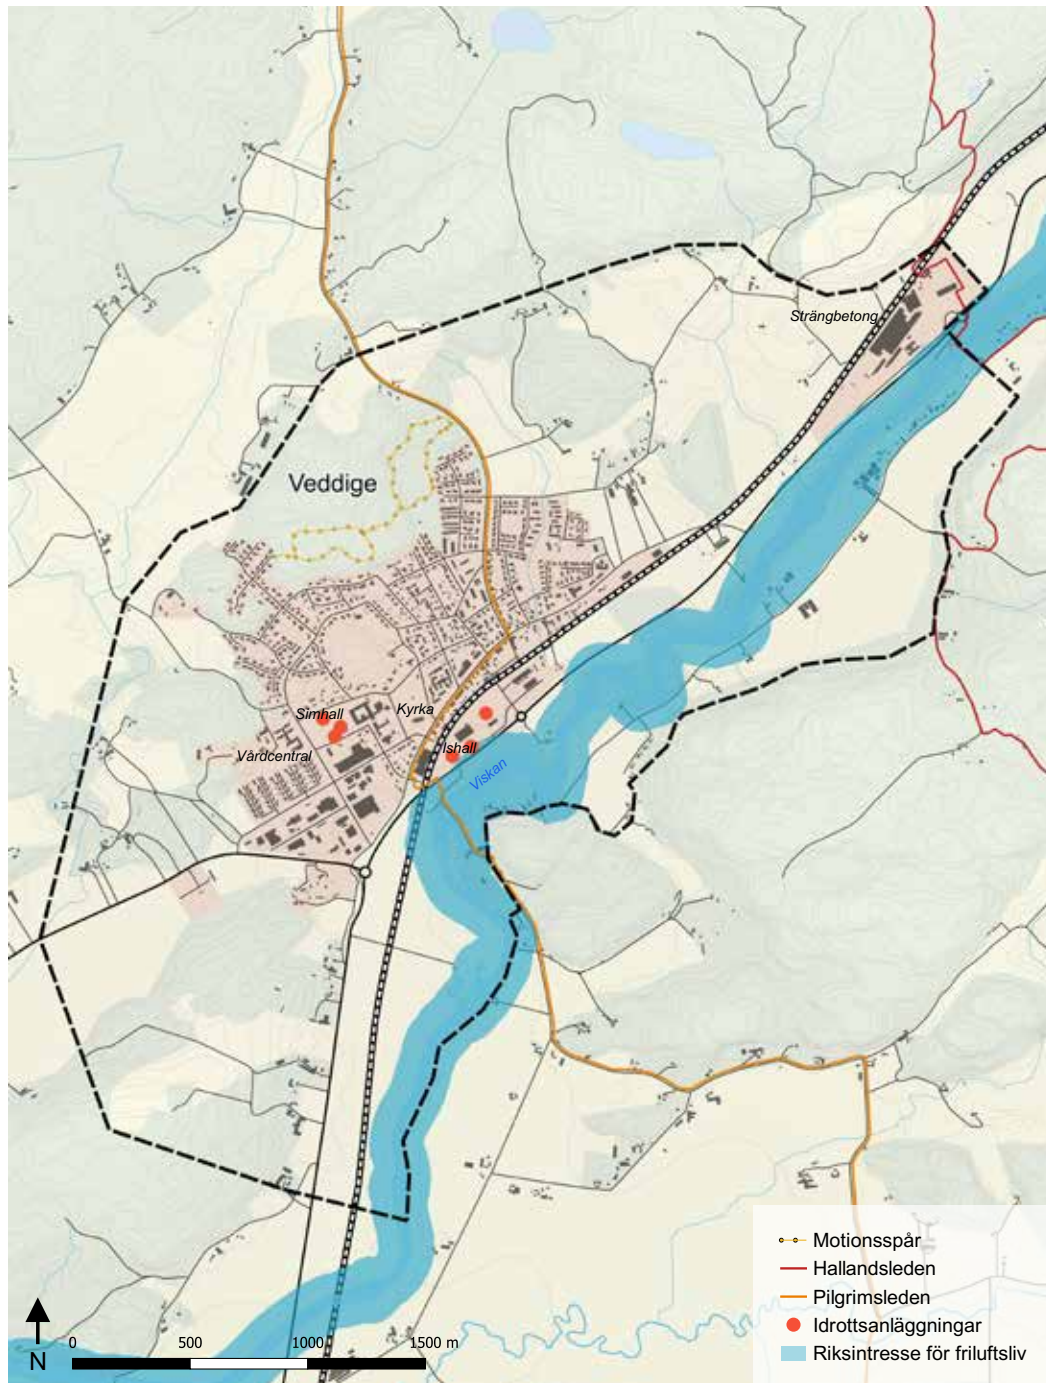 Strängbetong
Veddige
Simhall
Kyrka
Vårdcentral
Ishall
Viskan
Motionsspår
Hallandsleden
Pilgrimsleden
Idrottsanläggningar
Riksintresse för friluftsliv
N
0 500 1000 1500 m